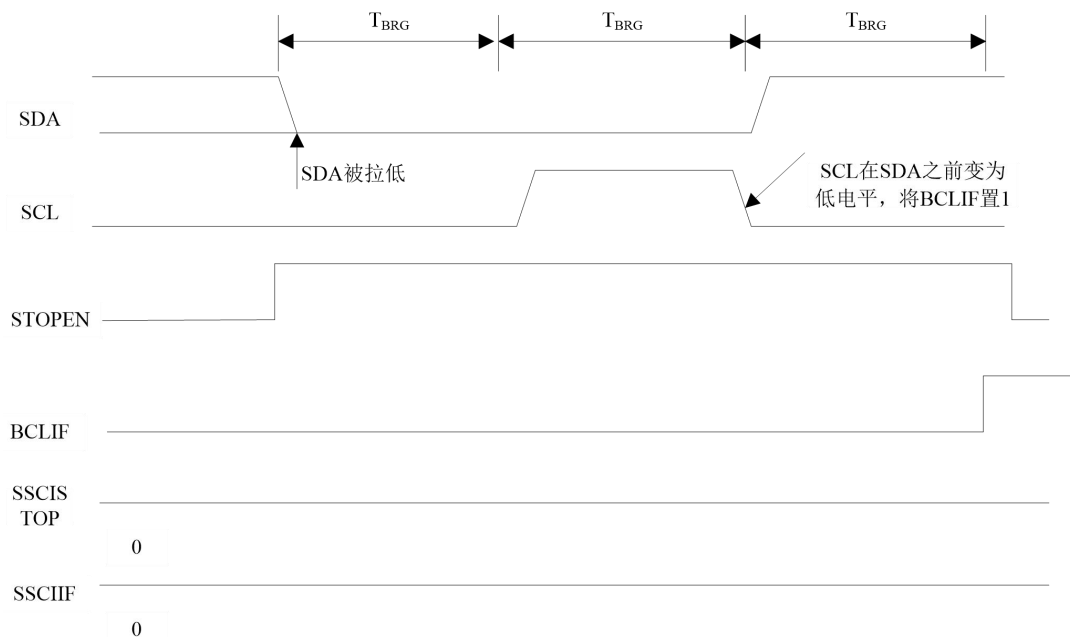 TBRG TBRG TBRG
SDA
SDA被拉低
SCL在SDA之前变为
低电平，将BCLIF置1
SCL
STOPEN
BCLIF
SSCIS
TOP
0
SSCIIF
0